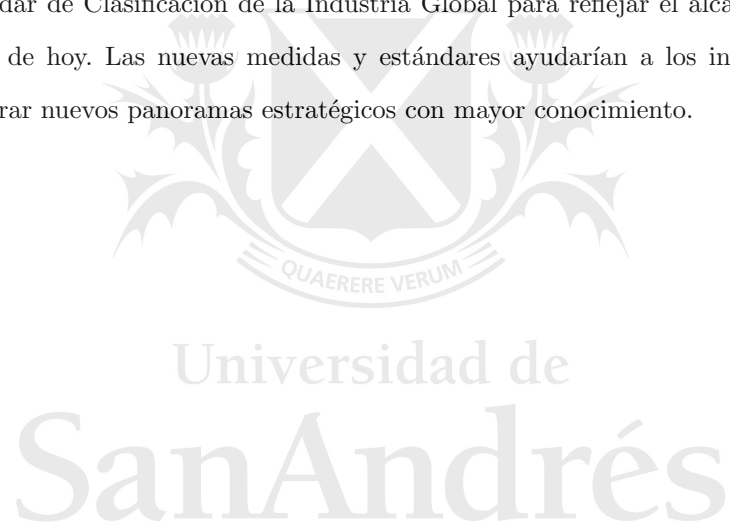 dar de Clasificación de la Industria Global para reflejar el alca
de hoy. Las nuevas medidas y estándares ayudarían a los in
rar nuevos panoramas estratégicos con mayor conocimiento.
QUAERERE VERUM
Universidad de
SanAndrés